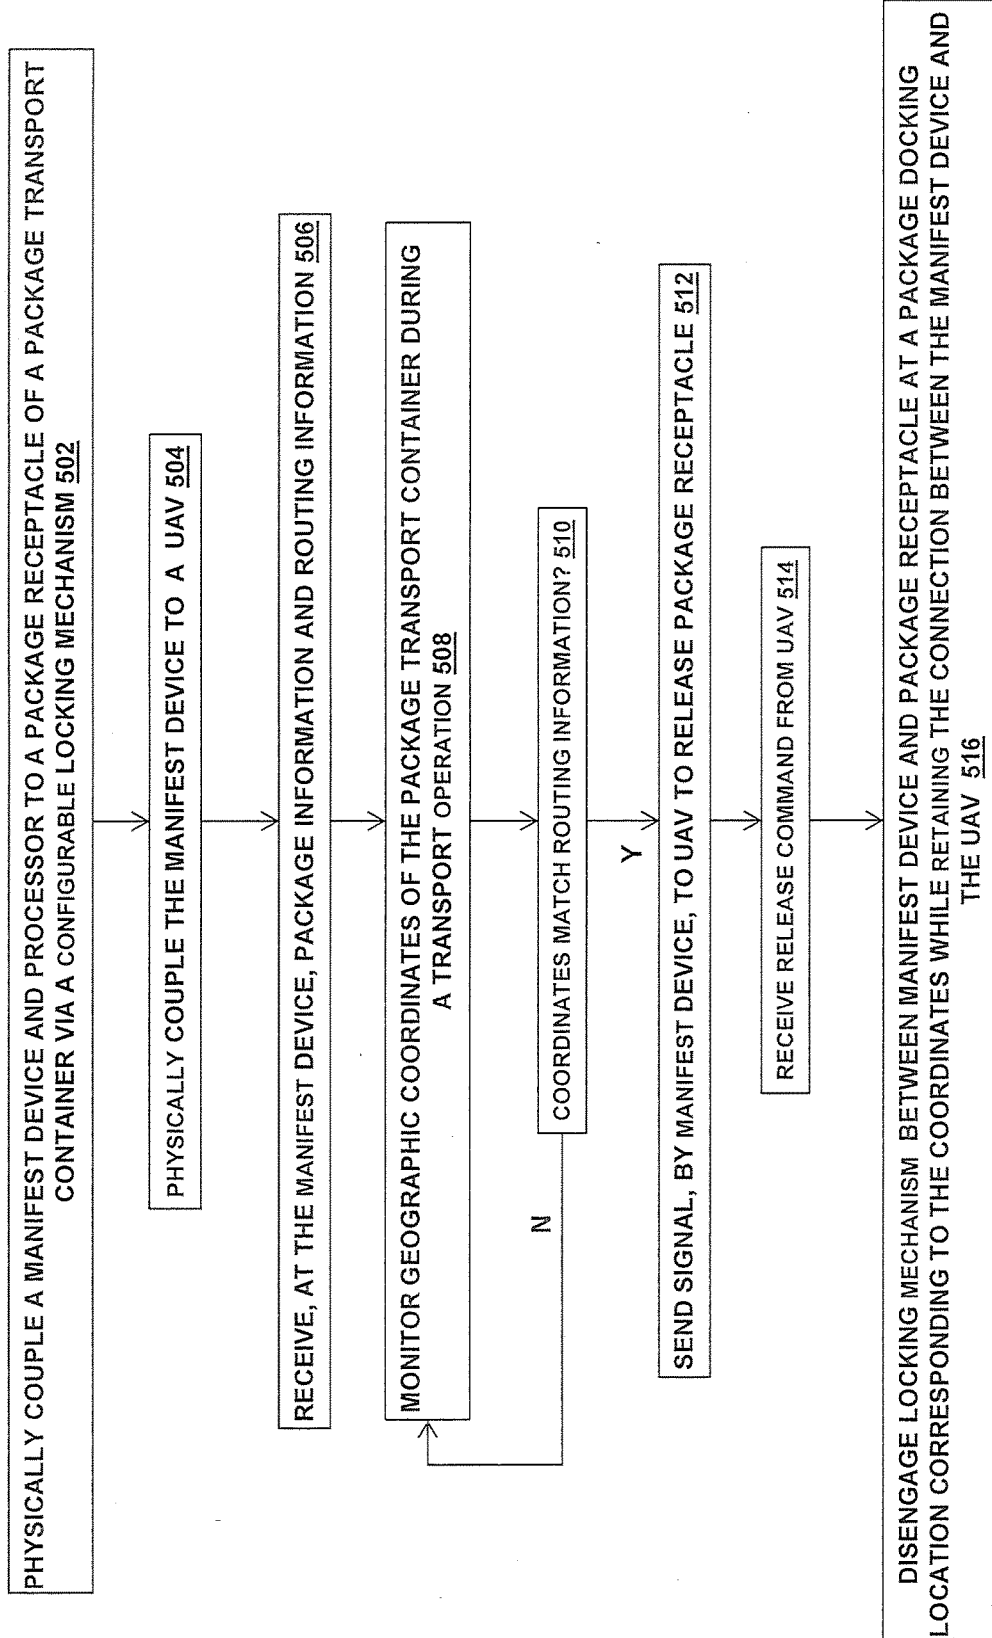 PHYSICALLY COUPLE A MANIFEST DEVICE AND PROCESSOR TO A PACKAGE RECEPTACLE OF A PACKAGE TRANSPORT
CONTAINER VIA A CONFIGURABLE LOCKING MECHANISM 502
PHYSICALLY COUPLE THE MANIFEST DEVICE TO A UAV 504
RECEIVE, AT THE MANIFEST DEVICE, PACKAGE INFORMATION AND ROUTING INFORMATION 506
MONITOR GEOGRAPHIC COORDINATES OF THE PACKAGE TRANSPORT CONTAINER DURING
A TRANSPORT OPERATION 508
COORDINATES MATCH ROUTING INFORMATION? 510
N
Y
SEND SIGNAL, BY MANIFEST DEVICE, TO UAV TO RELEASE PACKAGE RECEPTACLE 512
RECEIVE RELEASE COMMAND FROM UAV 514
DISENGAGE LOCKING MECHANISM BETWEEN MANIFEST DEVICE AND PACKAGE RECEPTACLE AT A PACKAGE DOCKING
LOCATION CORRESPONDING TO THE COORDINATES WHILE RETAINING THE CONNECTION BETWEEN THE MANIFEST DEVICE AND
THE UAV 516